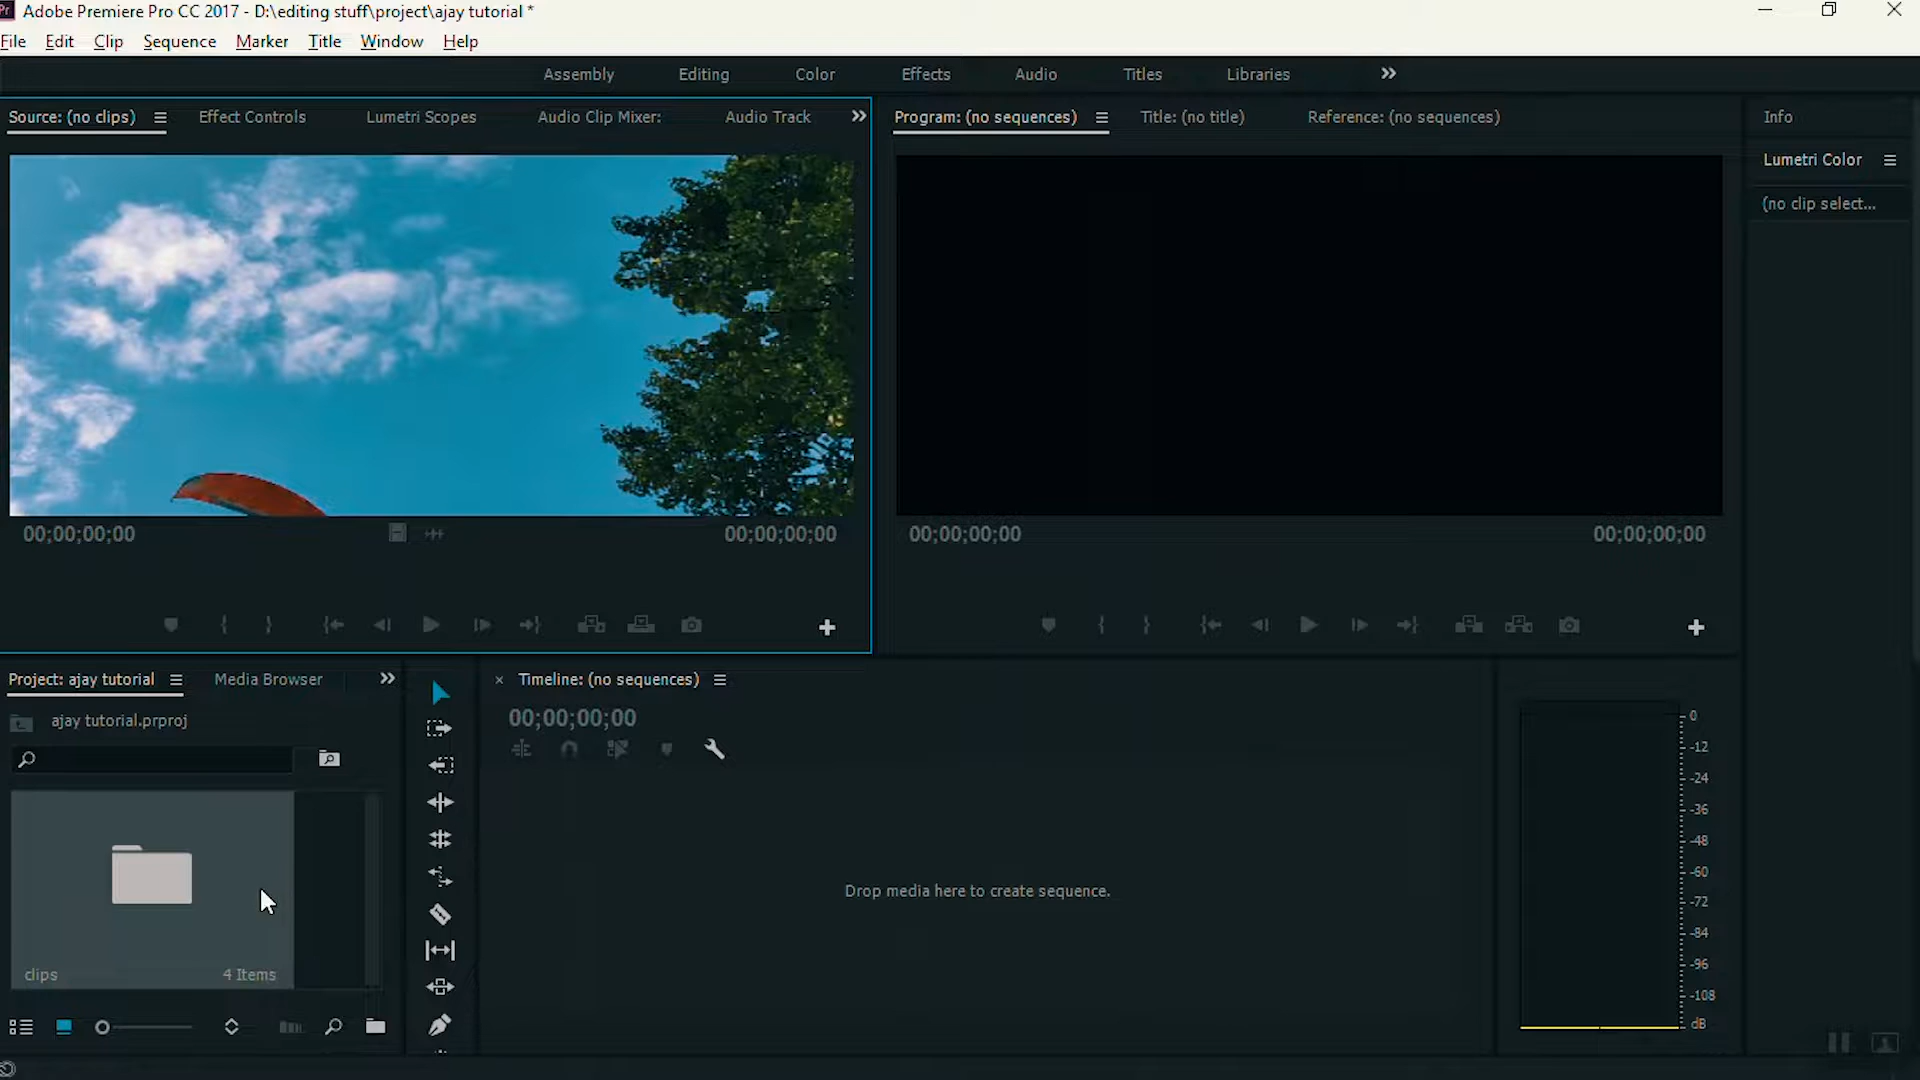 Pr Adobe Premiere Pro CC 2017 - D:\editing stuff\project\ajay tutorial *
File Edit Clip Sequence Marker Title Window Help
Assembly Editing Color Effects Audio Titles Libraries
Source: (no clips) Effect Controls Lumetri Scopes Audio Clip Mixer: Audio Track
Program: (no sequences) Title: (no title) Reference: (no sequences)
Info
Lumetri Color
(no clip select...
00;00;00;00 00;00;00;00
00;00;00;00 00;00;00;00
Project: ajay tutorial Media Browser
ajay tutorial.prproj
clips 4 Items
Timeline: (no sequences)
00;00;00;00
Drop media here to create sequence.
0
-12
-24
-36
-48
-60
-72
-84
-96
-108
dB